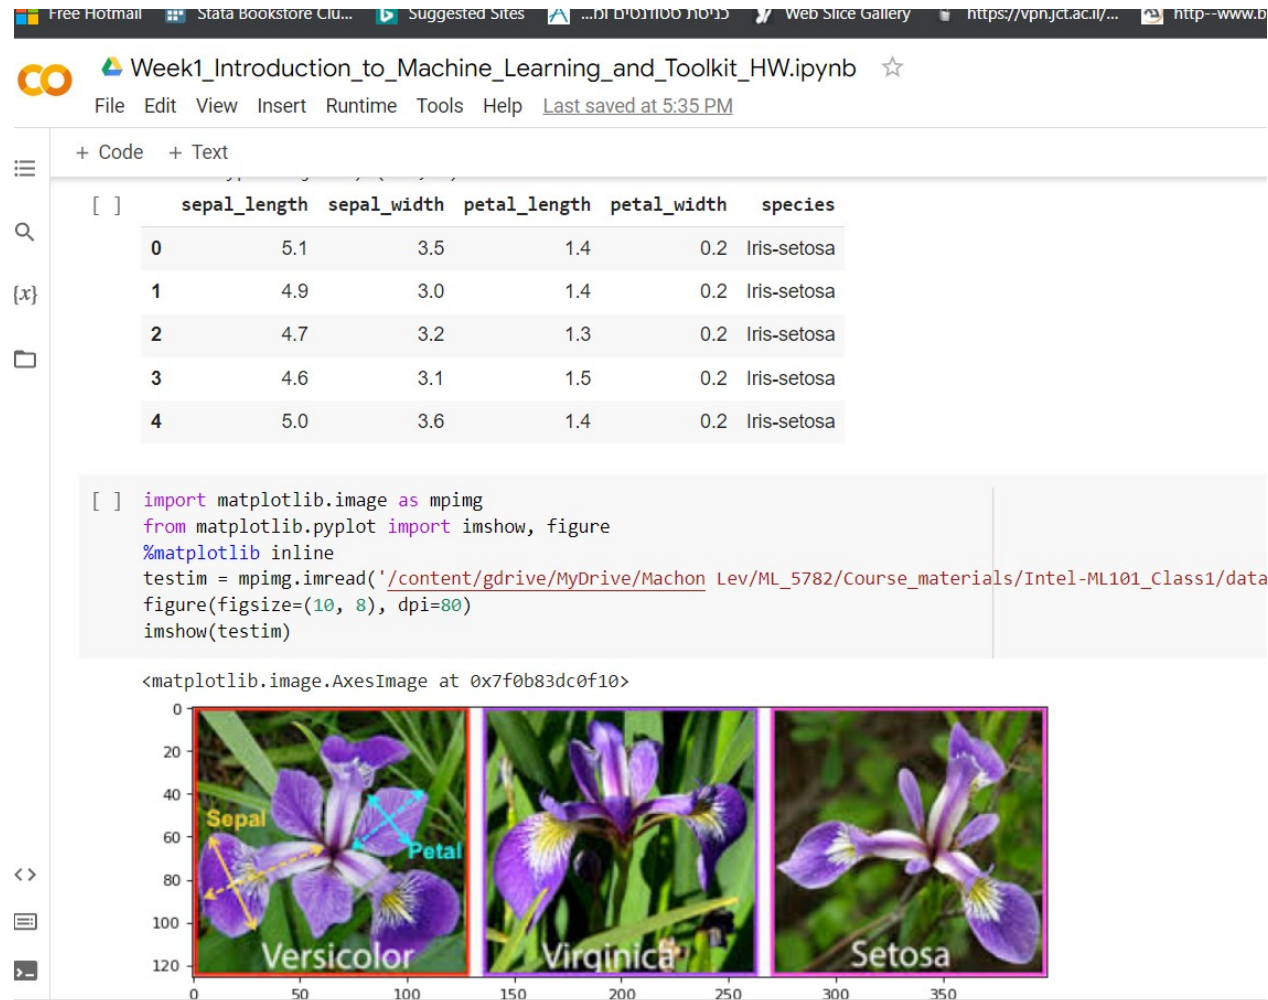 Free Hotmail Stata Bookstore Clu... Suggested Sites כניסת סטודנטים ומ... Web Slice Gallery https://vpn.jct.ac.il/... http--www.b
Week1_Introduction_to_Machine_Learning_and_Toolkit_HW.ipynb
File Edit View Insert Runtime Tools Help Last saved at 5:35 PM
+ Code + Text
[ ] sepal_length sepal_width petal_length petal_width species
0 5.1 3.5 1.4 0.2 Iris-setosa
{x}
1 4.9 3.0 1.4 0.2 Iris-setosa
2 4.7 3.2 1.3 0.2 Iris-setosa
3 4.6 3.1 1.5 0.2 Iris-setosa
4 5.0 3.6 1.4 0.2 Iris-setosa
[ ] import matplotlib.image as mpimg
from matplotlib.pyplot import imshow, figure
%matplotlib inline
testim = mpimg.imread('/content/gdrive/MyDrive/Machon Lev/ML_5782/Course_materials/Intel-ML101_Class1/data
figure(figsize=(10, 8), dpi=80)
imshow(testim)
<matplotlib.image.AxesImage at 0x7f0b83dc0f10>
0
20
40
Sepal
60
Petal
80
100
Versicolor Virginica Setosa
120
0 50 100 150 200 250 300 350